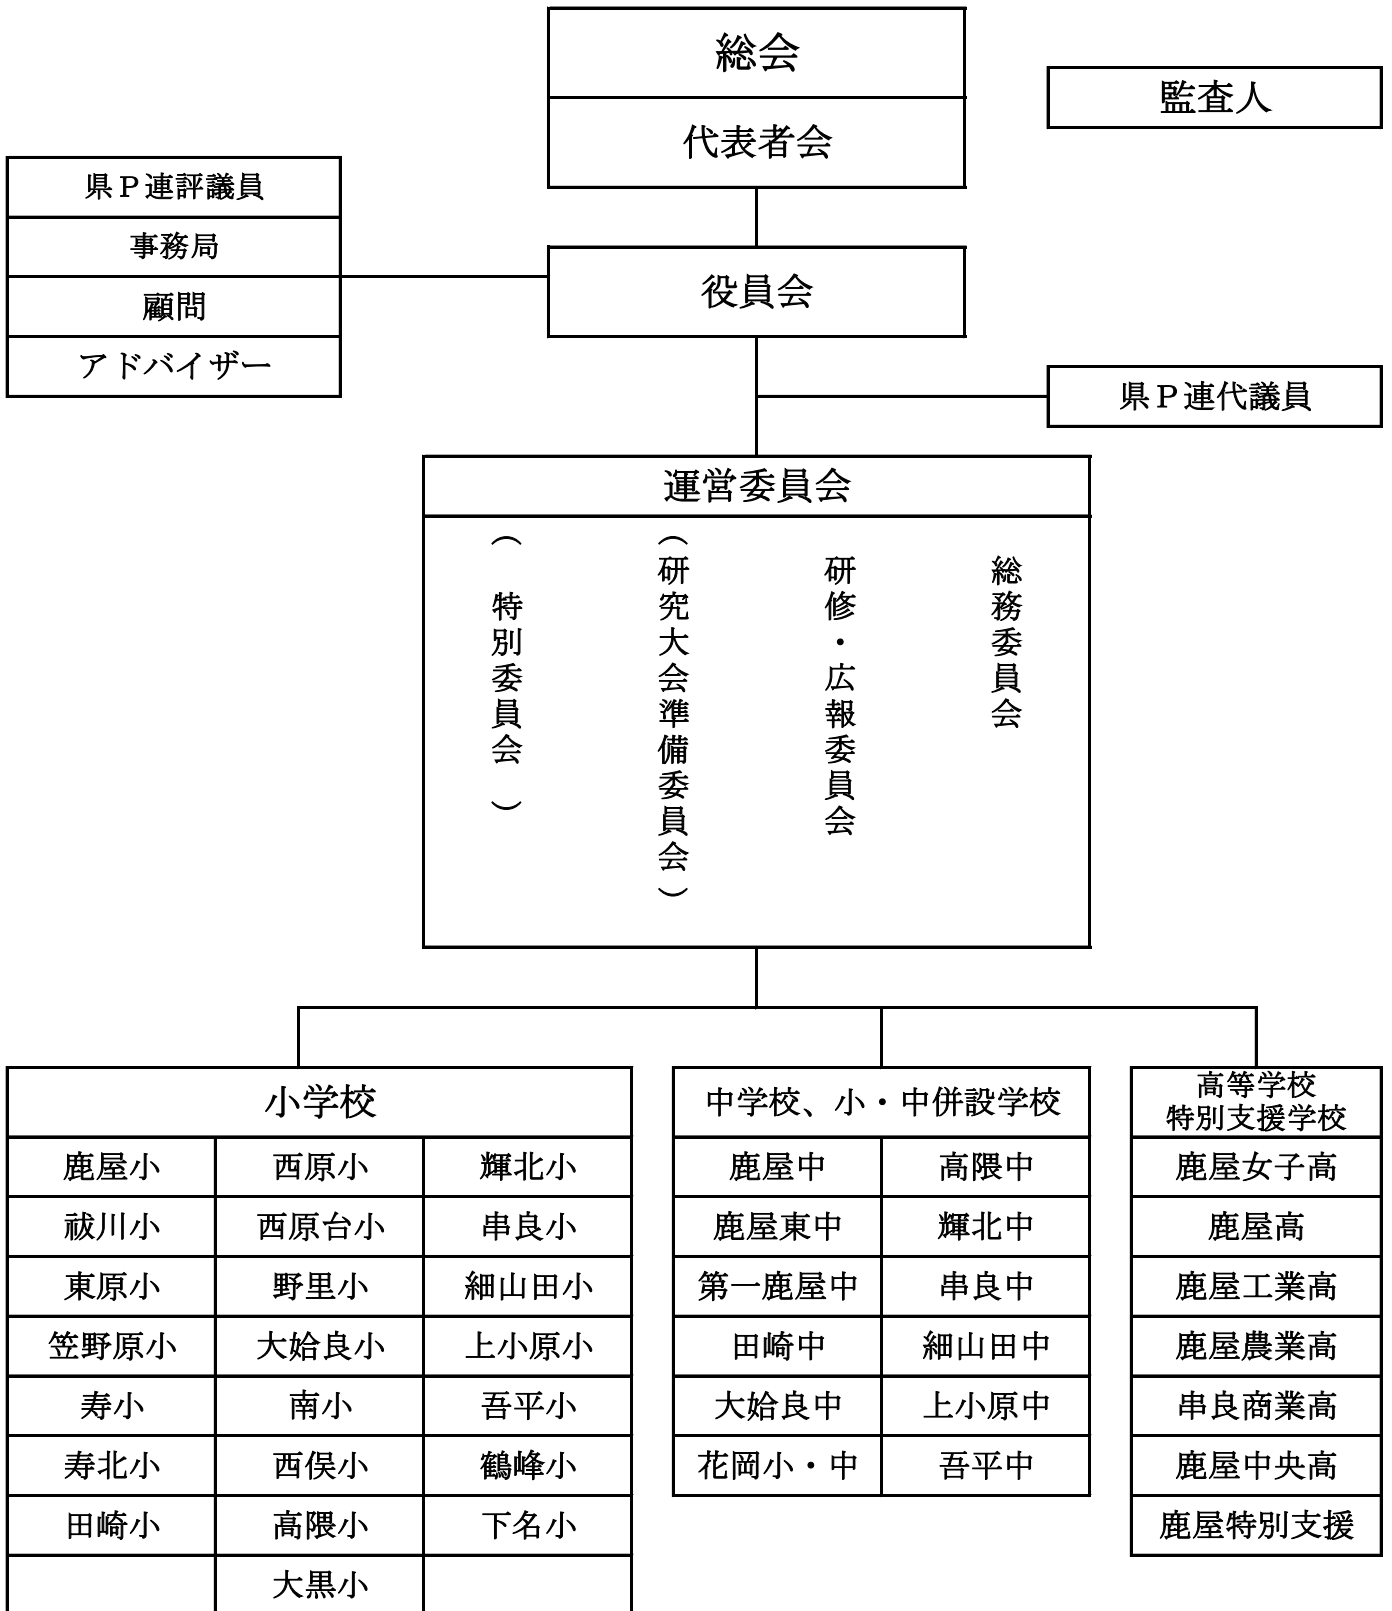 総会
代表者会
監査人
県Ｐ連評議員
事務局
顧問
アドバイザー
役員会
県Ｐ連代議員
運営委員会
総務委員会
研修・広報委員会
（研究大会準備委員会）
（　特別委員会　）
小学校
鹿屋小 西原小 輝北小
祓川小 西原台小 串良小
東原小 野里小 細山田小
笠野原小 大姶良小 上小原小
寿小 南小 吾平小
寿北小 西俣小 鶴峰小
田崎小 高隈小 下名小
大黒小
中学校、小・中併設学校
鹿屋中 高隈中
鹿屋東中 輝北中
第一鹿屋中 串良中
田崎中 細山田中
大姶良中 上小原中
花岡小・中 吾平中
高等学校
特別支援学校
鹿屋女子高
鹿屋高
鹿屋工業高
鹿屋農業高
串良商業高
鹿屋中央高
鹿屋特別支援